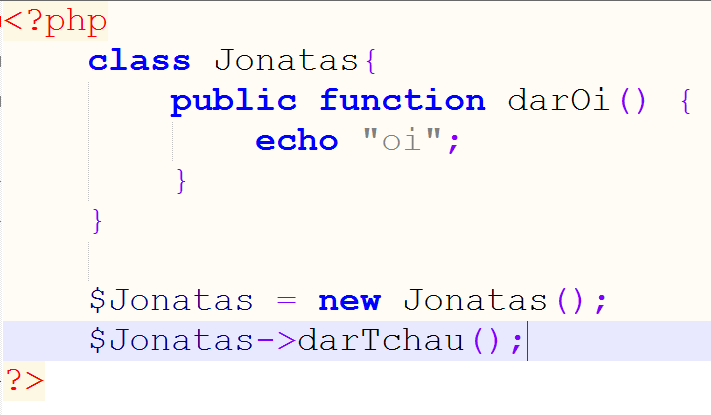 <?php
class Jonatas{
public function darOi() {
echo "oi";
}
}
$Jonatas = new Jonatas();
$Jonatas->darTchau();
?>